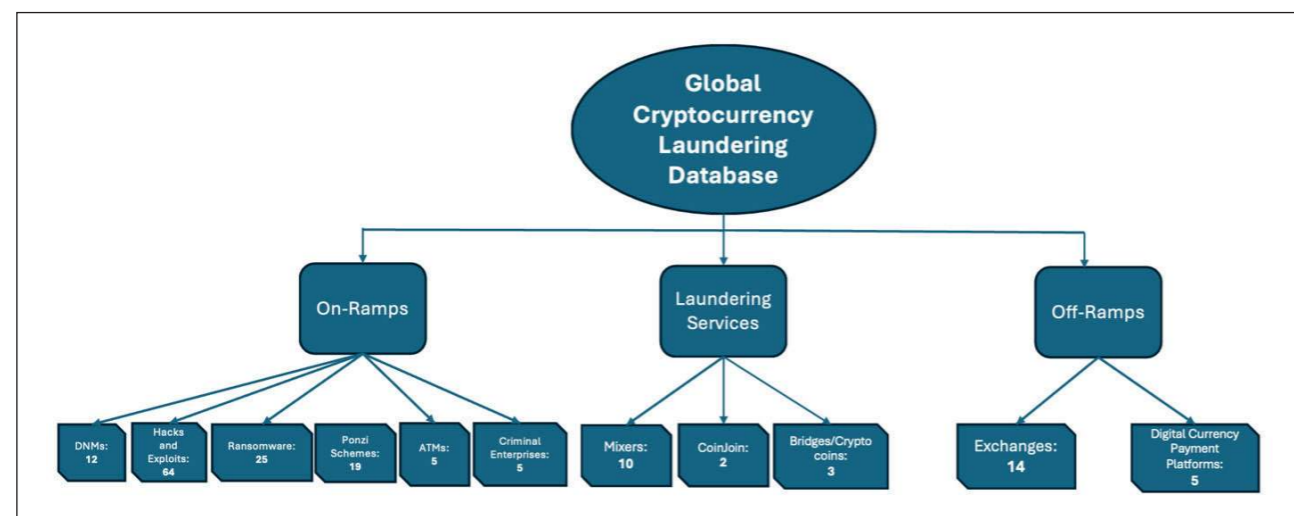 Global
Cryptocurrency
Laundering
Database
On-Ramps
Laundering
Services
Off-Ramps
DNMs:
12
Hacks
and
Exploits:
64
Ransomware:
25
Ponzi
Schemes:
19
ATMs:
5
Criminal
Enterprises:
5
Mixers:
10
CoinJoin:
2
Bridges/Crypto
coins:
3
Exchanges:
14
Digital Currency
Payment
Platforms:
5